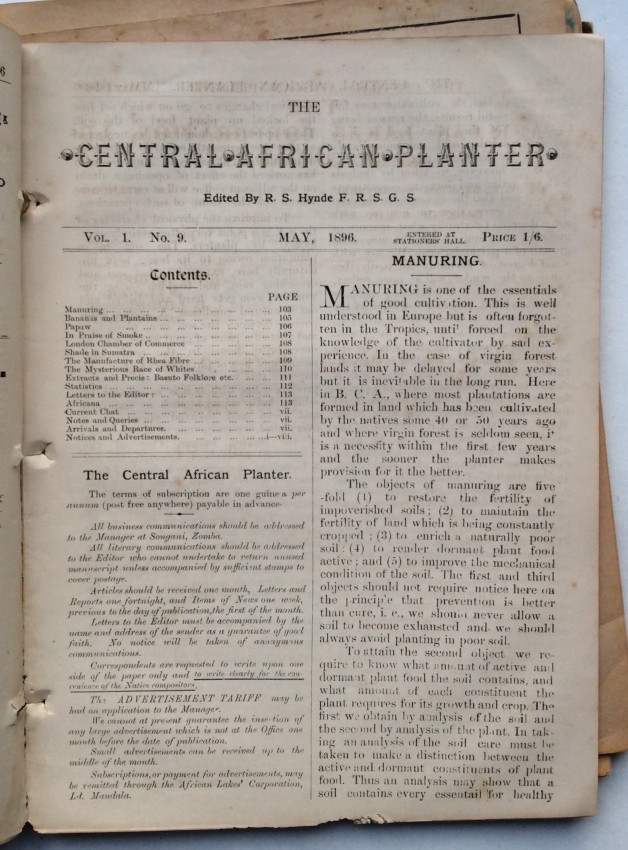 THE
CENTRAL AFRICAN PLANTER
Edited By R. S. Hynde F. R. S. G. S.
VOL. 1. No. 9.
MAY, 1896.
ENTERED AT
STATIONERS' HALL.
PRICE 1/6.
Contents.
PAGE
Manuring ... 103
Bananas and Plantains ... 105
Papaw ... 106
In Praise of Smoke ... 107
London Chamber of Commerce 108
Shade in Sumatra ... 108
The Manufacture of Rhea Fibre ... 109
The Mysterious Race of Whites ... 110
Extracts and Precis: Basuto Folklore etc. ... 111
Statistics ... 112
Letters to the Editor: ... 113
Africana ... 113
Current Chat ... vii.
Notes and Queries ... vii.
Arrivals and Departures. ... vii.
Notices and Advertisements. ... i—viii.
The Central African Planter.
The terms of subscription are one guinea per
annum (post free anywhere) payable in advance.
All business communications should be addressed
to the Manager at Songani, Zomba.
All literary communications should be addressed
to the Editor who cannot undertake to return unused
manuscript unless accompanied by sufficient stamps to
cover postage.
Articles should be received one month, Letters and
Reports one fortnight, and Items of News one week,
previous to the day of publication,the first of the month.
Letters to the Editor must be accompanied by the
name and address of the sender as a guarantee of good
faith. No notice will be taken of anonymous
communications.
Correspondents are requested to write upon one
side of the paper only and to write clearly for the con-
venience of the Native compositors.
The ADVERTISEMENT TARIFF may be
had on application to the Manager.
We cannot at present guarantee the insertion of
any large advertisement which is not at the Office one
month before the date of publication.
Small advertisements can be received up to the
middle of the month.
Subscriptions, or payment for advertisements, may
be remitted through the African Lakes' Corporation,
Ld. Mandala.
MANURING.
MANURING is one of the essentials
of good cultivation. This is well
understood in Europe but is often forgot-
ten in the Tropics, until forced on the
knowledge of the cultivator by sad ex-
perience. In the case of virgin forest
lands it may be delayed for some years
but it is inevitable in the long run. Here
in B. C. A., where most plantations are
formed in land which has been cultivated
by the natives some 40 or 50 years ago
and where virgin forest is seldom seen, it
is a necessity within the first few years
and the sooner the planter makes
provision for it the better.
The objects of manuring are five
-fold (1) to restore the fertility of
impoverished soils; (2) to maintain the
fertility of land which is being constantly
cropped; (3) to enrich a naturally poor
soil; (4) to render dormant plant food
active; and (5) to improve the mechanical
condition of the soil. The first and third
objects should not require notice here on
the principle that prevention is better
than cure, i. e., we should never allow a
soil to become exhausted and we should
always avoid planting in poor soil.
To attain the second object we re-
quire to know what amount of active and
dormant plant food the soil contains, and
what amount of each constituent the
plant requires for its growth and crop. The
first we obtain by analysis of the soil and
the second by analysis of the plant. In tak-
ing an analysis of the soil care must be
taken to make a distinction between the
active and dormant constituents of plant
food. Thus an analysis may show that a
soil contains every essentail for healthy